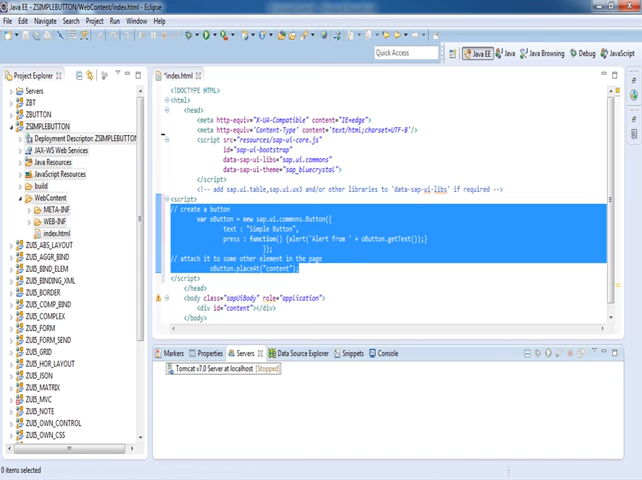 Java EE - ZSIMPLEBUTTON/WebContent/index.html - Eclipse
File Edit Navigate Search Project Run Window Help
Quick Access
Java EE Java Java Browsing Debug JavaScript
Project Explorer
Servers
ZBT
ZBUTTON
ZSIMPLEBUTTON
Deployment Descriptor: ZSIMPLEBUTTON
JAX-WS Web Services
Java Resources
JavaScript Resources
build
WebContent
META-INF
WEB-INF
index.html
ZUI5_ABS_LAYOUT
ZUI5_AGGR_BIND
ZUI5_BIND_ELEM
ZUI5_BINDING_XML
ZUI5_BORDER
ZUI5_COMP_BIND
ZUI5_COMPLEX
ZUI5_FORM
ZUI5_FORM_SEND
ZUI5_GRID
ZUI5_HOR_LAYOUT
ZUI5_JSON
ZUI5_MATRIX
ZUI5_MVC
ZUI5_NOTE
ZUI5_OWN_CONTROL
ZUI5_OWN_CSS
*index.html
<!DOCTYPE HTML>
<html>
<head>
<meta http-equiv="X-UA-Compatible" content="IE=edge">
<meta http-equiv='Content-Type' content='text/html;charset=UTF-8'/>
<script src="resources/sap-ui-core.js"
id="sap-ui-bootstrap"
data-sap-ui-libs="sap.ui.commons"
data-sap-ui-theme="sap_bluecrystal">
</script>
<!-- add sap.ui.table,sap.ui.ux3 and/or other libraries to 'data-sap-ui-libs' if required -->
<script>
// create a button
var oButton = new sap.ui.commons.Button({
text : "Simple Button",
press : function() {alert('Alert from ' + oButton.getText());}
});
// attach it to some other element in the page
oButton.placeAt("content");
</script>
</head>
<body class="sapUiBody" role="application">
<div id="content"></div>
</body>
Markers Properties Servers Data Source Explorer Snippets Console
Tomcat v7.0 Server at localhost [Stopped]
0 items selected